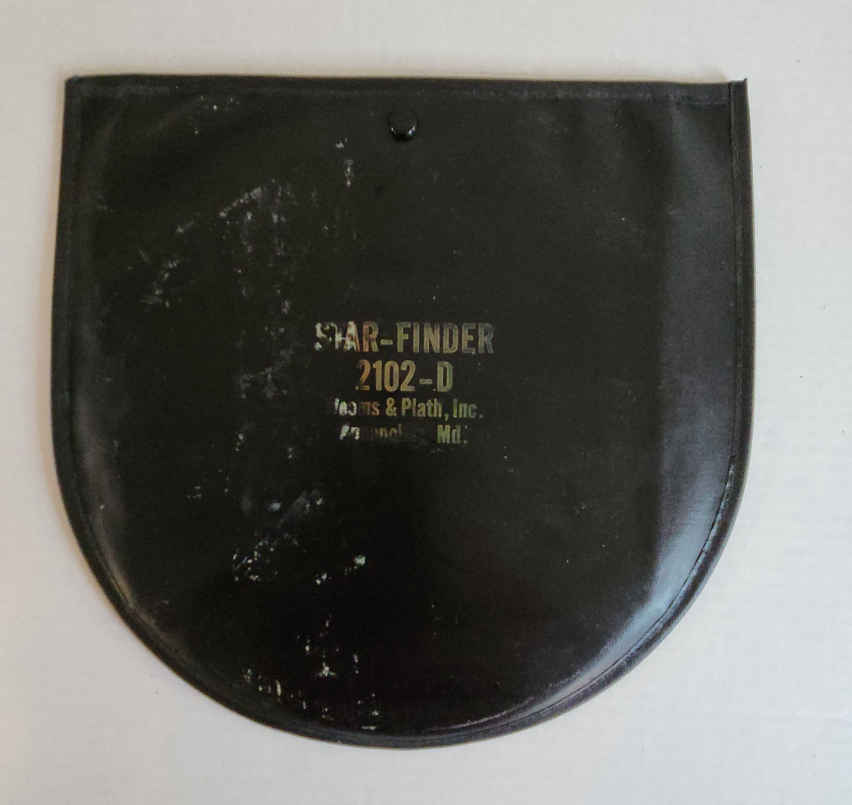 STAR-FINDER
2102-D
& Plath, Inc.
Md.